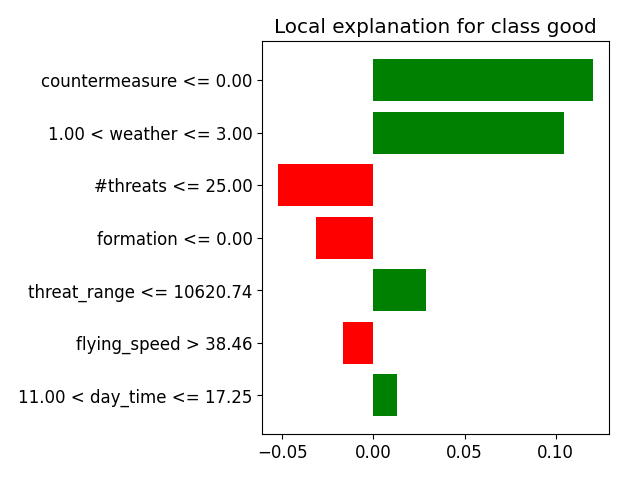 Local explanation for class good
countermeasure <= 0.00
1.00 < weather <= 3.00
#threats <= 25.00
formation <= 0.00
threat_range <= 10620.74
flying_speed > 38.46
11.00 < day_time <= 17.25
−0.05 0.00 0.05 0.10